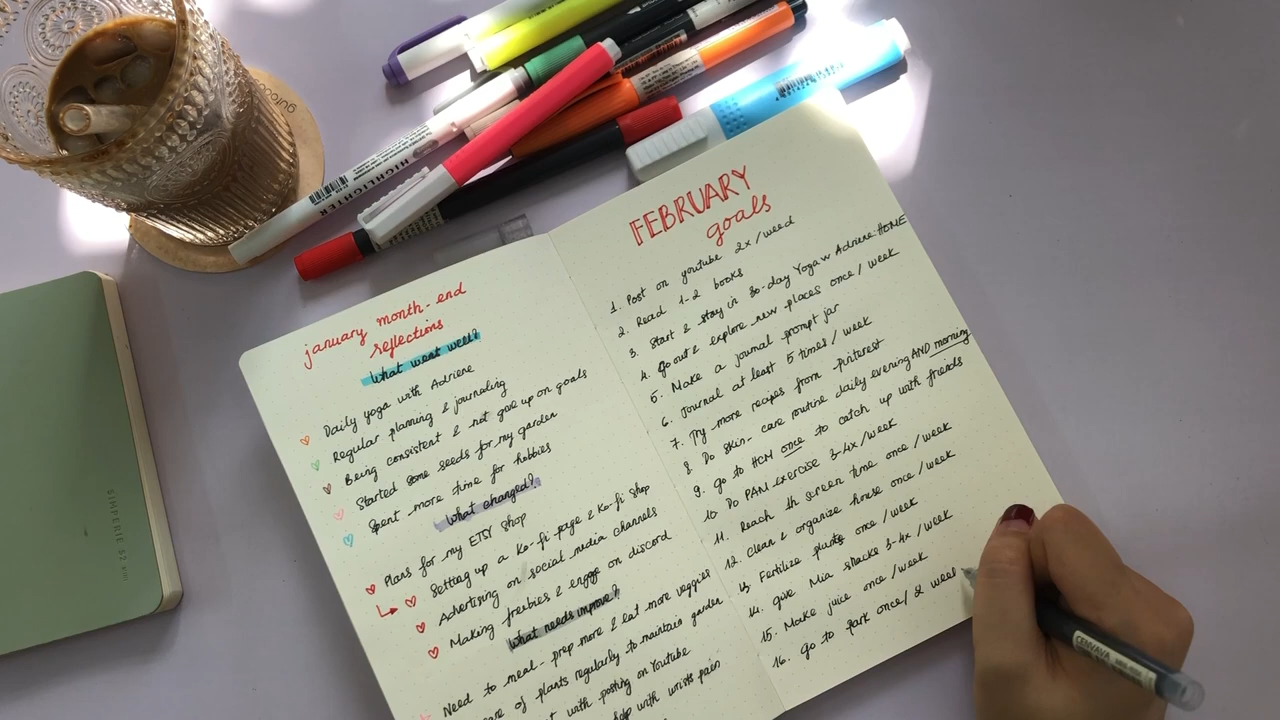 january month-end
reflections
What went well?
Daily yoga with Adriene
Regular planning & journaling
Being consistent & not give up on goals
Started some seeds for my garden
Spent more time for hobbies
What changed?
Plans for my ETSY shop
Setting up a Ko-fi page & Ko-fi shop
Advertising on social media channels
Making freebies & engage on discord
What needs improve?
Need to meal-prep more & eat more veggies
care of plants regularly to maintain garden
with posting on Youtube
help with wrists pain
FEBRUARY
goals
1. Post on youtube 2x/weed
2. Read 1-2 books
3. Start & stay in 30-day Yoga w Adriene: HOME
4. go out & explore new places once / week
5. Make a journal prompt jar
6. Journal at least 5 times / week
7. Try more recipes from Pinterest
8. Do skin-care routine daily evening AND morning
9. go to HCM once to catch up with friends
10. Do PAM exercise 3-4x/week
11. Reach 1h screen time once / week
12. Clean & organize house once / week
13. Fertilize plants once / week
14. give Mia snacks 3-4x / week
15. Make juice once / week
16. go to park once / 2 week
HIGHLIGHTER
SIMPERIE S2
CENXAVA